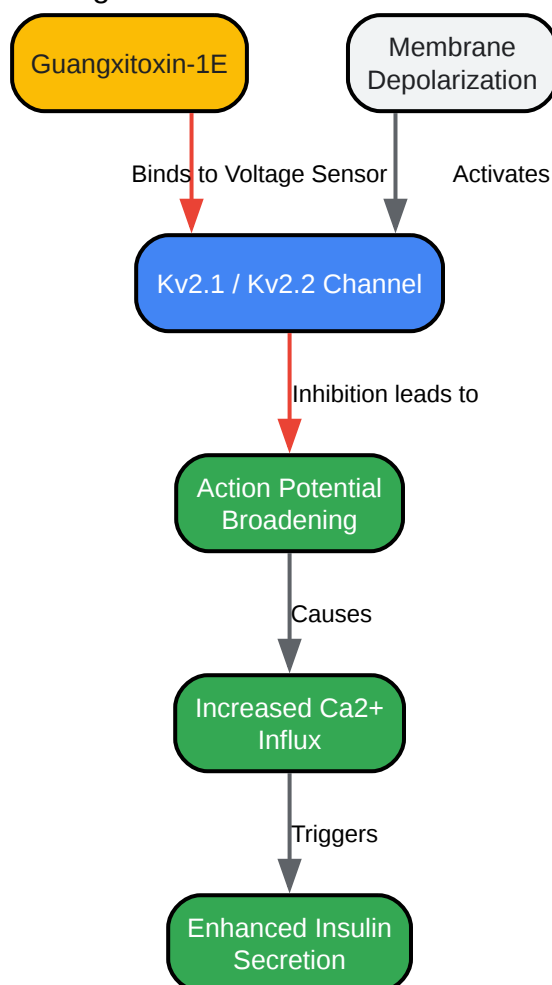 Guangxitoxin-1E
Membrane
Depolarization
Binds to Voltage Sensor
Activates
Kv2.1 / Kv2.2 Channel
Inhibition leads to
Action Potential
Broadening
Causes
Increased Ca2+
Influx
Triggers
Enhanced Insulin
Secretion